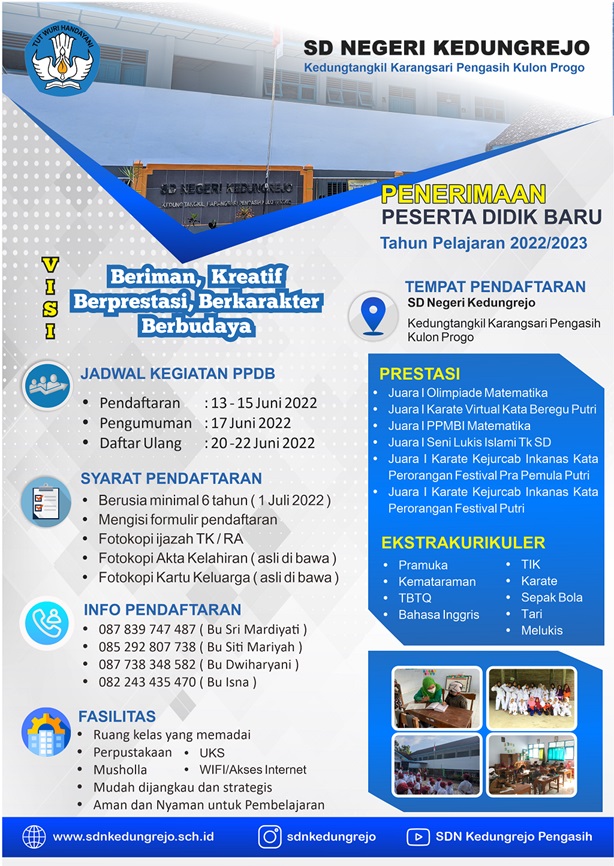 TUT WURI HANDAYANI
SD NEGERI KEDUNGREJO
Kedungtangkil Karangsari Pengasih Kulon Progo
SD NEGERI KEDUNGREJO
KEDUNGTANGKIL KARANGSARI PENGASIH KULON PROGO
PENERIMAAN
PESERTA DIDIK BARU
Tahun Pelajaran 2022/2023
VISI
Beriman, Kreatif
Berprestasi, Berkarakter
Berbudaya
TEMPAT PENDAFTARAN
SD Negeri Kedungrejo
Kedungtangkil Karangsari Pengasih
Kulon Progo
JADWAL KEGIATAN PPDB
• Pendaftaran : 13 - 15 Juni 2022
• Pengumuman : 17 Juni 2022
• Daftar Ulang : 20 -22 Juni 2022
SYARAT PENDAFTARAN
• Berusia minimal 6 tahun ( 1 Juli 2022 )
• Mengisi formulir pendaftaran
• Fotokopi ijazah TK / RA
• Fotokopi Akta Kelahiran ( asli di bawa )
• Fotokopi Kartu Keluarga ( asli di bawa )
INFO PENDAFTARAN
• 087 839 747 487 ( Bu Sri Mardiyati )
• 085 292 807 738 ( Bu Siti Mariyah )
• 087 738 348 582 ( Bu Dwiharyani )
• 082 243 435 470 ( Bu Isna )
FASILITAS
• Ruang kelas yang memadai
• Perpustakaan • UKS
• Musholla • WIFI/Akses Internet
• Mudah dijangkau dan strategis
• Aman dan Nyaman untuk Pembelajaran
PRESTASI
• Juara I Olimpiade Matematika
• Juara I Karate Virtual Kata Beregu Putri
• Juara I PPMBI Matematika
• Juara I Seni Lukis Islami Tk SD
• Juara I Karate Kejurcab Inkanas Kata
Perorangan Festival Pra Pemula Putri
• Juara I Karate Kejurcab Inkanas Kata
Perorangan Festival Putri
EKSTRAKURIKULER
• Pramuka
• Kemataraman
• TBTQ
• Bahasa Inggris
• TIK
• Karate
• Sepak Bola
• Tari
• Melukis
www.sdnkedungrejo.sch.id
sdnkedungrejo
SDN Kedungrejo Pengasih